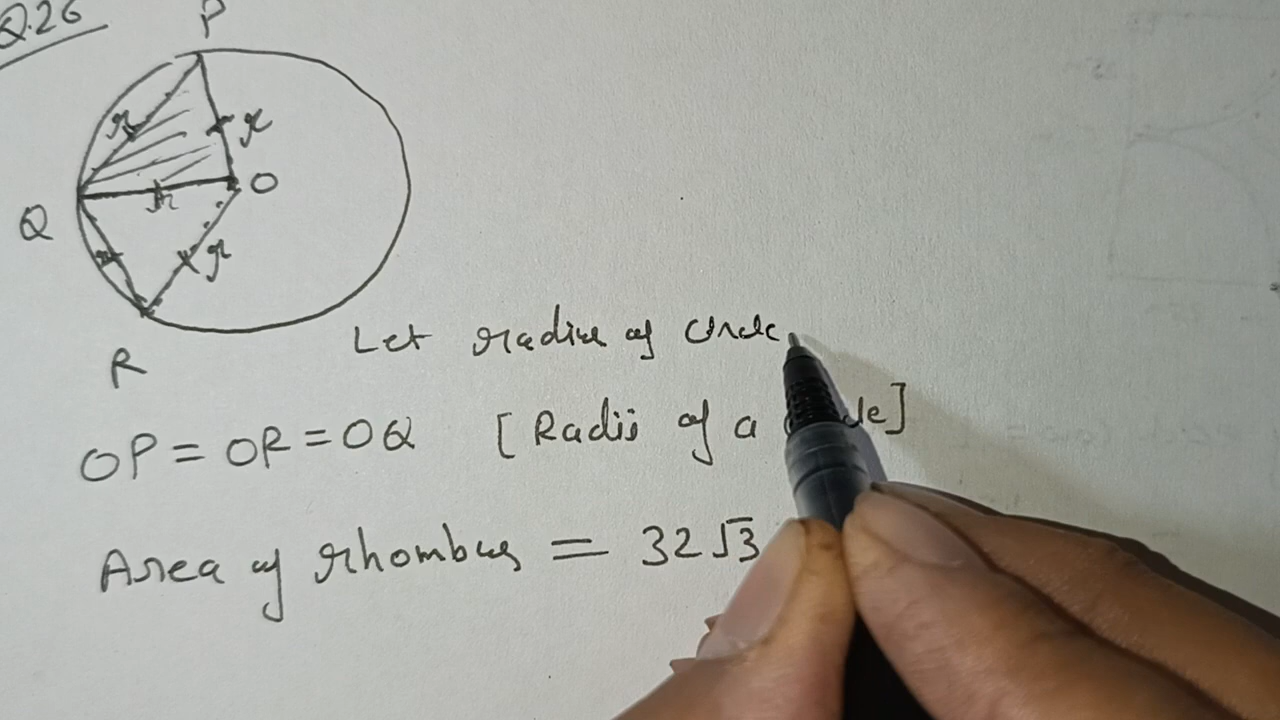 Q.26
P
r
r
O
r
Q
r
r
R
Let radius of circle
OP = OR = OQ [Radii of a
Area of rhombus = 32√3